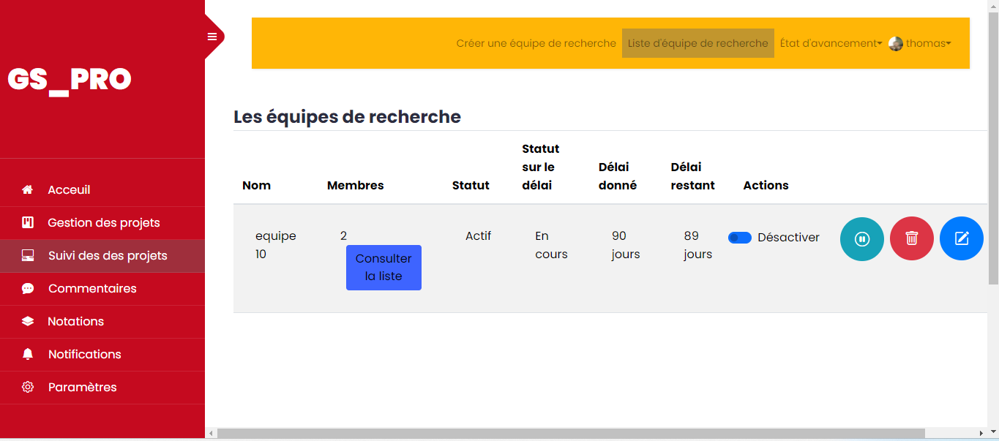 GS_PRO
Acceuil
Gestion des projets
Suivi des des projets
Commentaires
Notations
Notifications
Paramètres
Créer une équipe de recherche Liste d'équipe de recherche État d'avancement thomas
Les équipes de recherche
Nom Membres Statut Statut sur le délai Délai donné Délai restant Actions
equipe 10 2 Actif En cours 90 jours 89 jours Désactiver
Consulter la liste